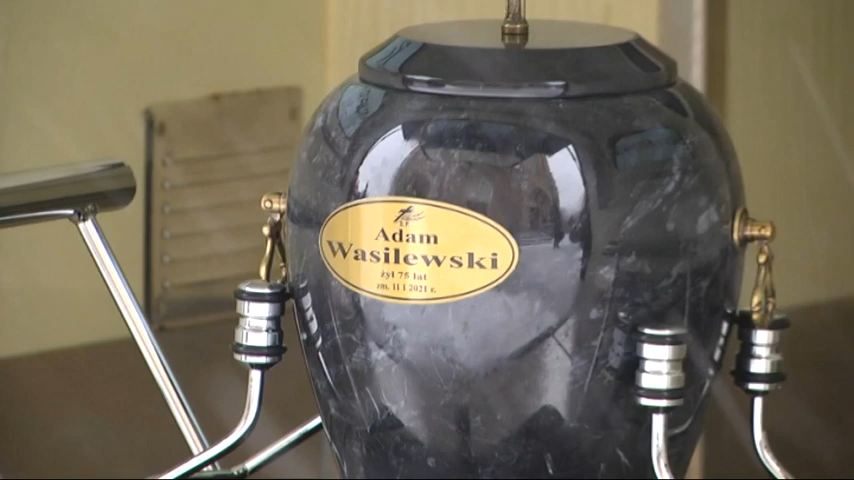 Ś.P.
Adam
Wasilewski
żył 75 lat
zm. 11 I 2021 r.